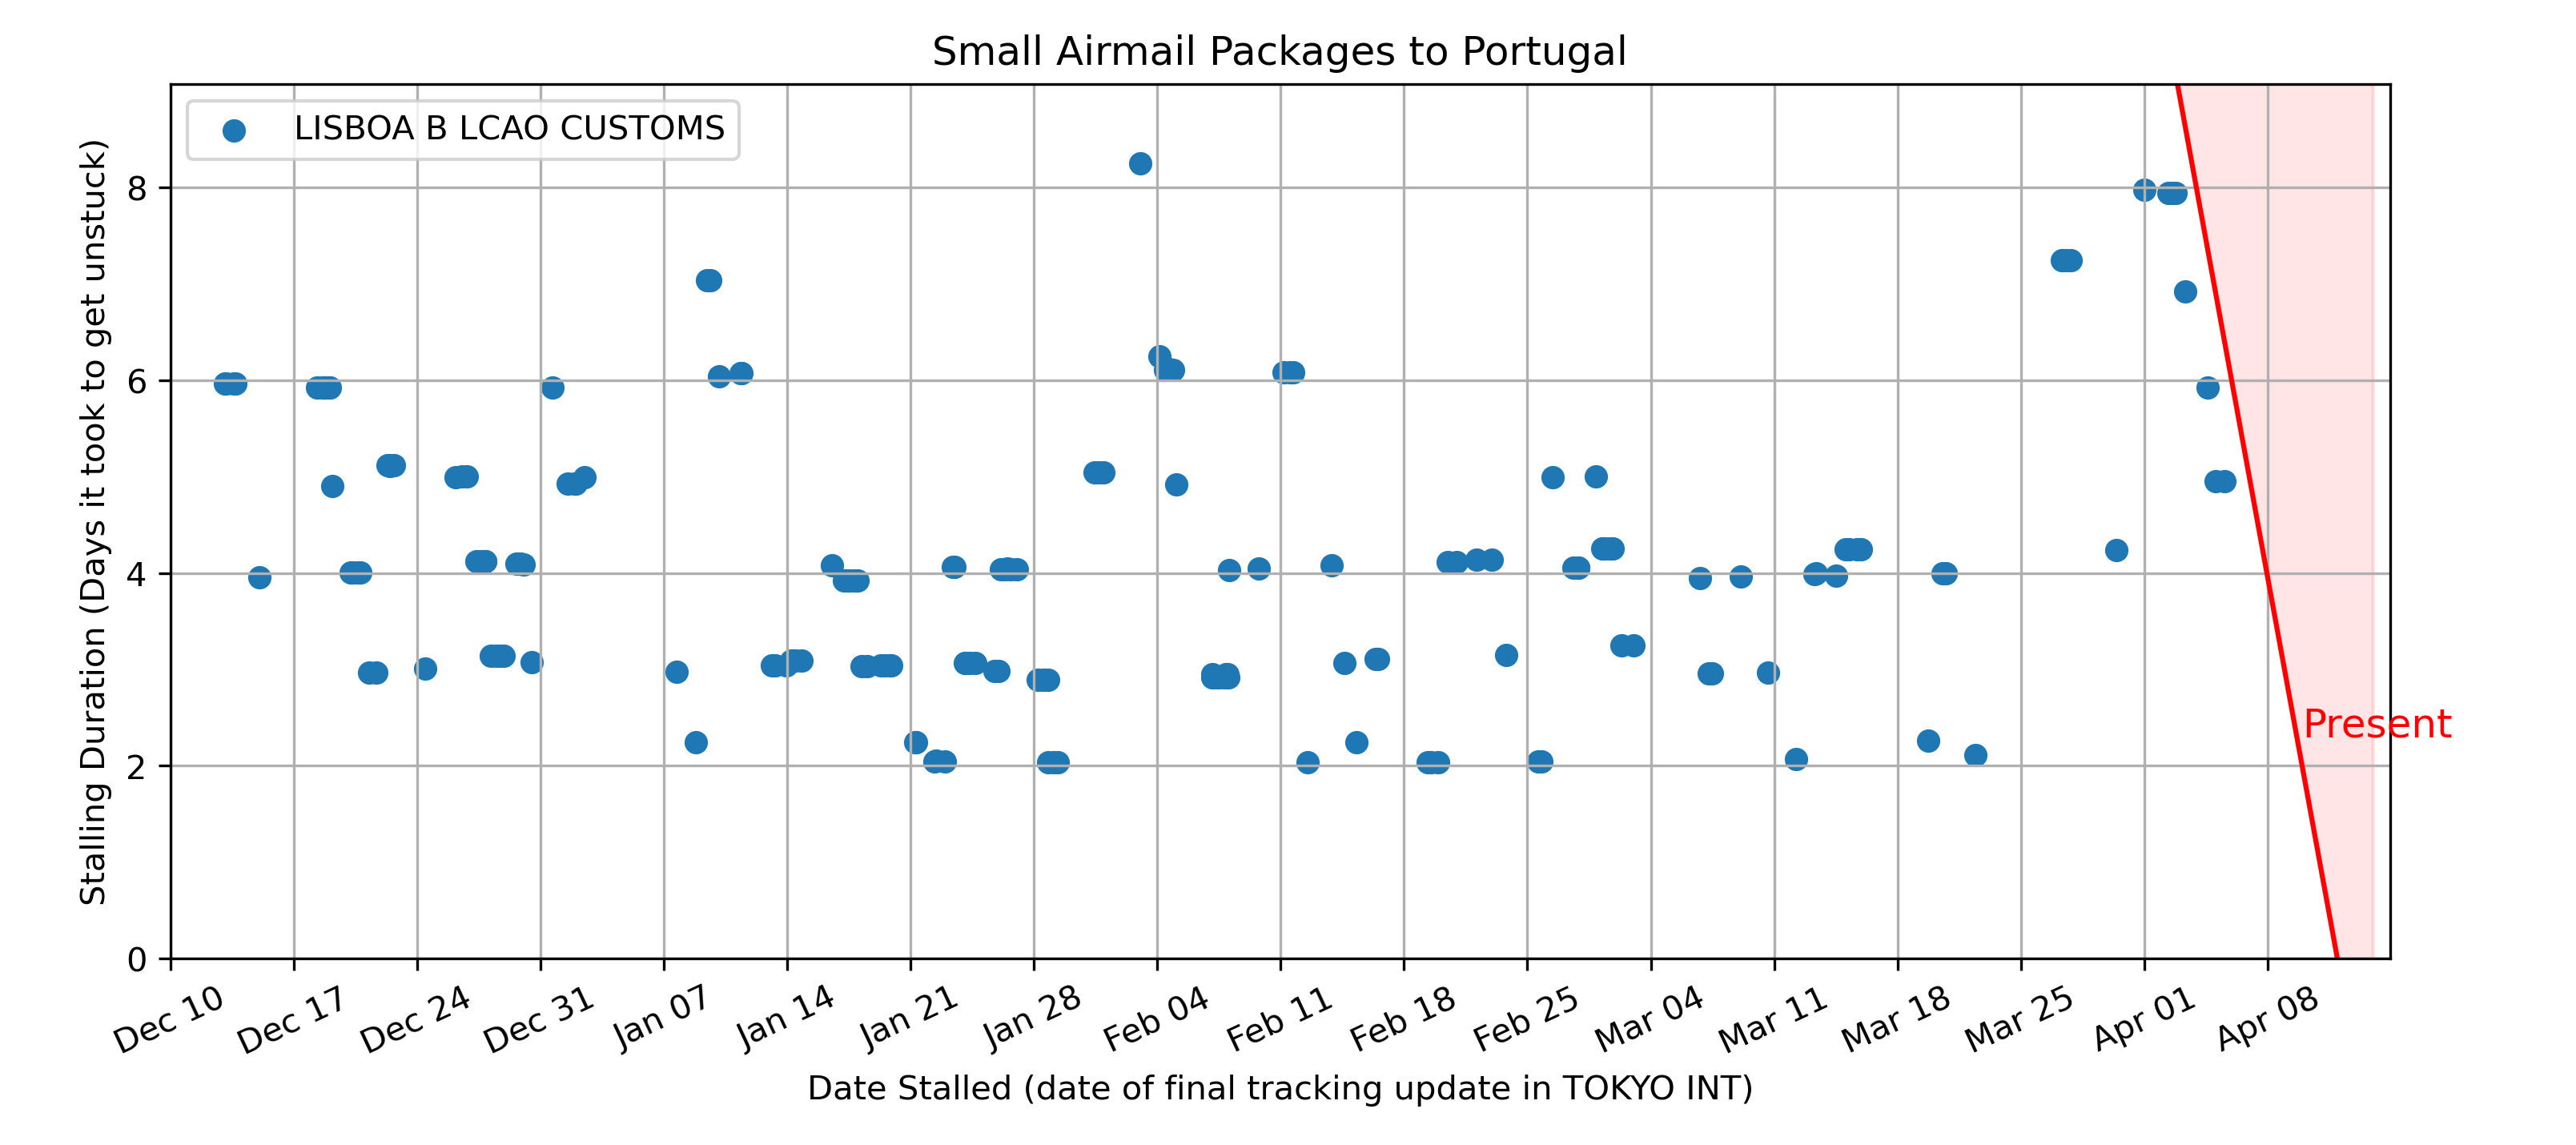 Small Airmail Packages to Portugal
LISBOA B LCAO CUSTOMS
Stalling Duration (Days it took to get unstuck)
8
6
4
2
0
Present
Dec 10
Dec 17
Dec 24
Dec 31
Jan 07
Jan 14
Jan 21
Jan 28
Feb 04
Feb 11
Feb 18
Feb 25
Mar 04
Mar 11
Mar 18
Mar 25
Apr 01
Apr 08
Date Stalled (date of final tracking update in TOKYO INT)